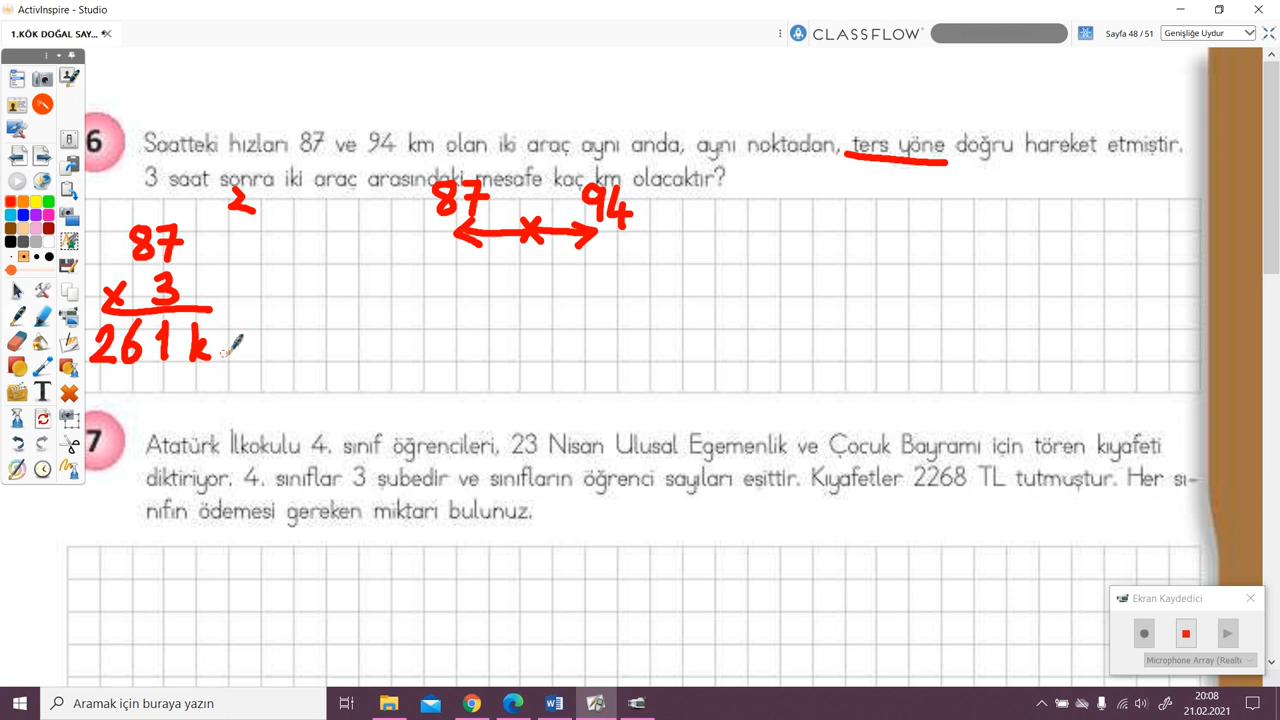 ActivInspire - Studio
1.KÖK DOĞAL SAY...
CLASSFLOW
Sayfa 48 / 51
Genişliğe Uydur
6
Saatteki hızları 87 ve 94 km olan iki araç aynı anda, aynı noktadan, ters yöne doğru hareket etmiştir.
3 saat sonra iki araç arasındaki mesafe kaç km olacaktır?
2
87 94
87
x 3
261 k
7
Atatürk İlkokulu 4. sınıf öğrencileri, 23 Nisan Ulusal Egemenlik ve Çocuk Bayramı için tören kıyafeti
diktiriyor. 4. sınıflar 3 şubedir ve sınıfların öğrenci sayıları eşittir. Kıyafetler 2268 TL tutmuştur. Her sı-
nıfın ödemesi gereken miktarı bulunuz.
Ekran Kaydedici
Microphone Array (Realte
Aramak için buraya yazın
20:08
21.02.2021